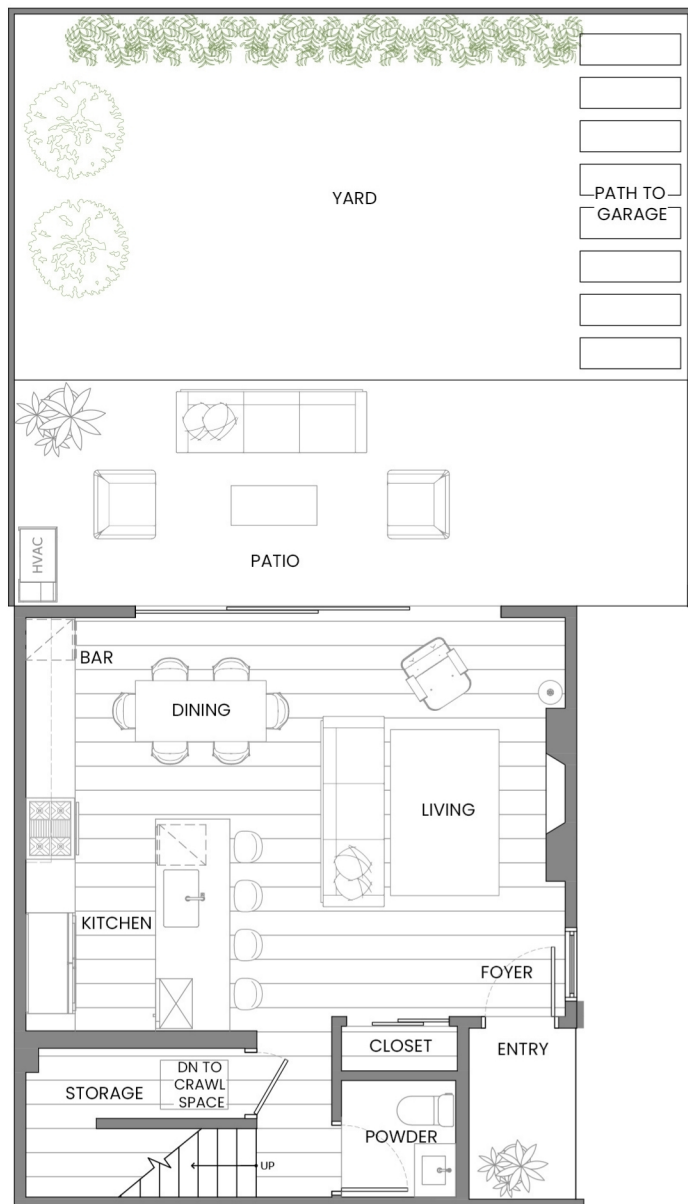 YARD
PATH TO
GARAGE
HVAC
PATIO
BAR
DINING
LIVING
KITCHEN
FOYER
CLOSET
ENTRY
DN TO
CRAWL
SPACE
STORAGE
POWDER
UP